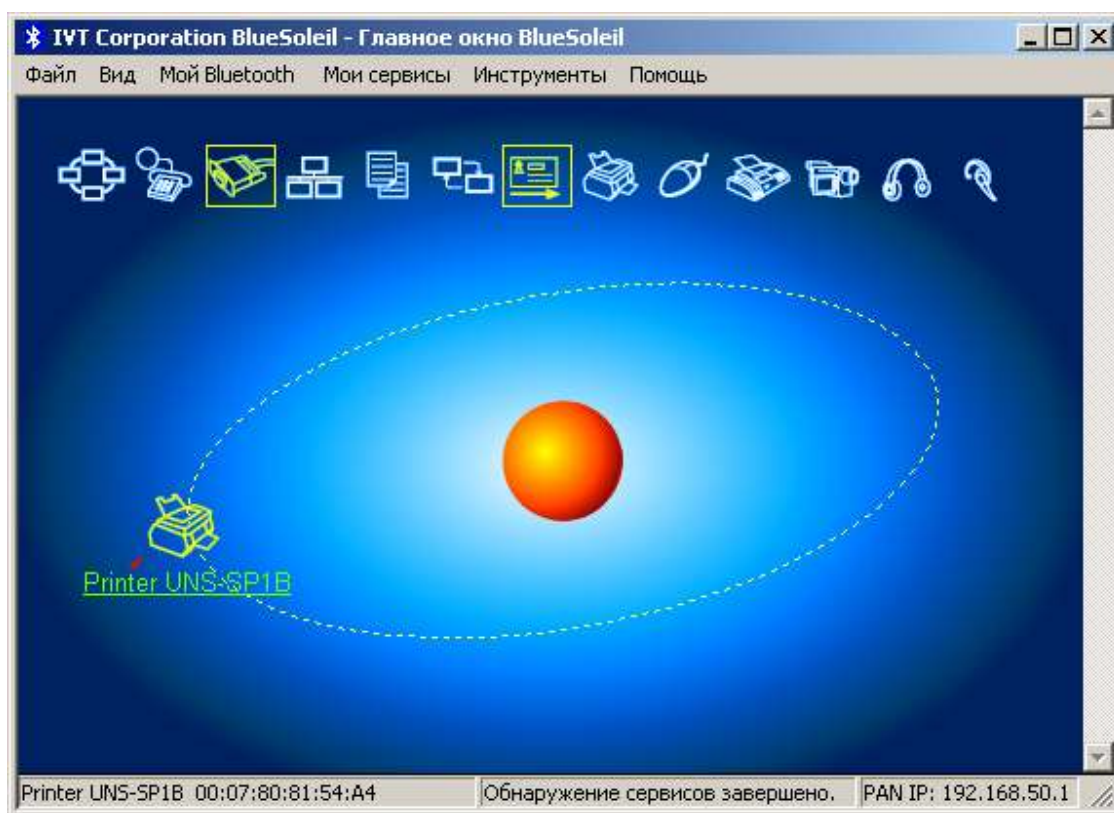 IVT Corporation BlueSoleil - Главное окно BlueSoleil
Файл Вид Мой Bluetooth Мои сервисы Инструменты Помощь
Printer UNS-SP1B
Printer UNS-SP1B 00:07:80:81:54:A4 Обнаружение сервисов завершено. PAN IP: 192.168.50.1